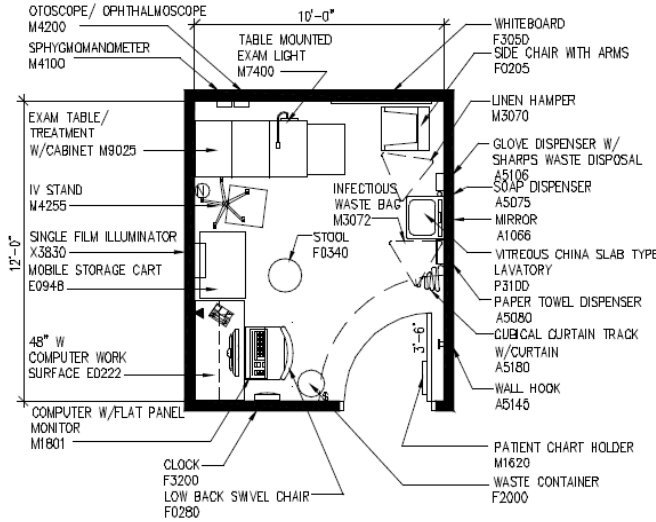 OTOSCOPE/ OPHTHALMOSCOPE
M4200
SPHYGMOMANOMETER
M4100
10'-0"
TABLE MOUNTED
EXAM LIGHT
M7400
WHITEBOARD
F3050
SIDE CHAIR WITH ARMS
F0205
LINEN HAMPER
M3070
EXAM TABLE/
TREATMENT
W/CABINET M9025
GLOVE DISPENSER W/
SHARPS WASTE DISPOSAL
A5106
IV STAND
M4255
N
INFECTIOUS
WASTE BAG
M3072
SOAP DISPENSER
A5075
MIRROR
A1066
12'-0"
SINGLE FILM ILLUMINATOR
X3830
MOBILE STORAGE CART
E0948
STOOL
F0340
VITREOUS CHINA SLAB TYPE
LAVATORY
P3100
PAPER TOWEL DISPENSER
A5080
48" W
COMPUTER WORK
SURFACE E0222
3'-6"
CUBICAL CURTAIN TRACK
W/CURTAIN
A5180
WALL HOOK
A5145
COMPUTER W/FLAT PANEL
MONITOR
M1801
$
CLOCK
F3200
LOW BACK SWIVEL CHAIR
F0280
PATIENT CHART HOLDER
M1620
WASTE CONTAINER
F2000